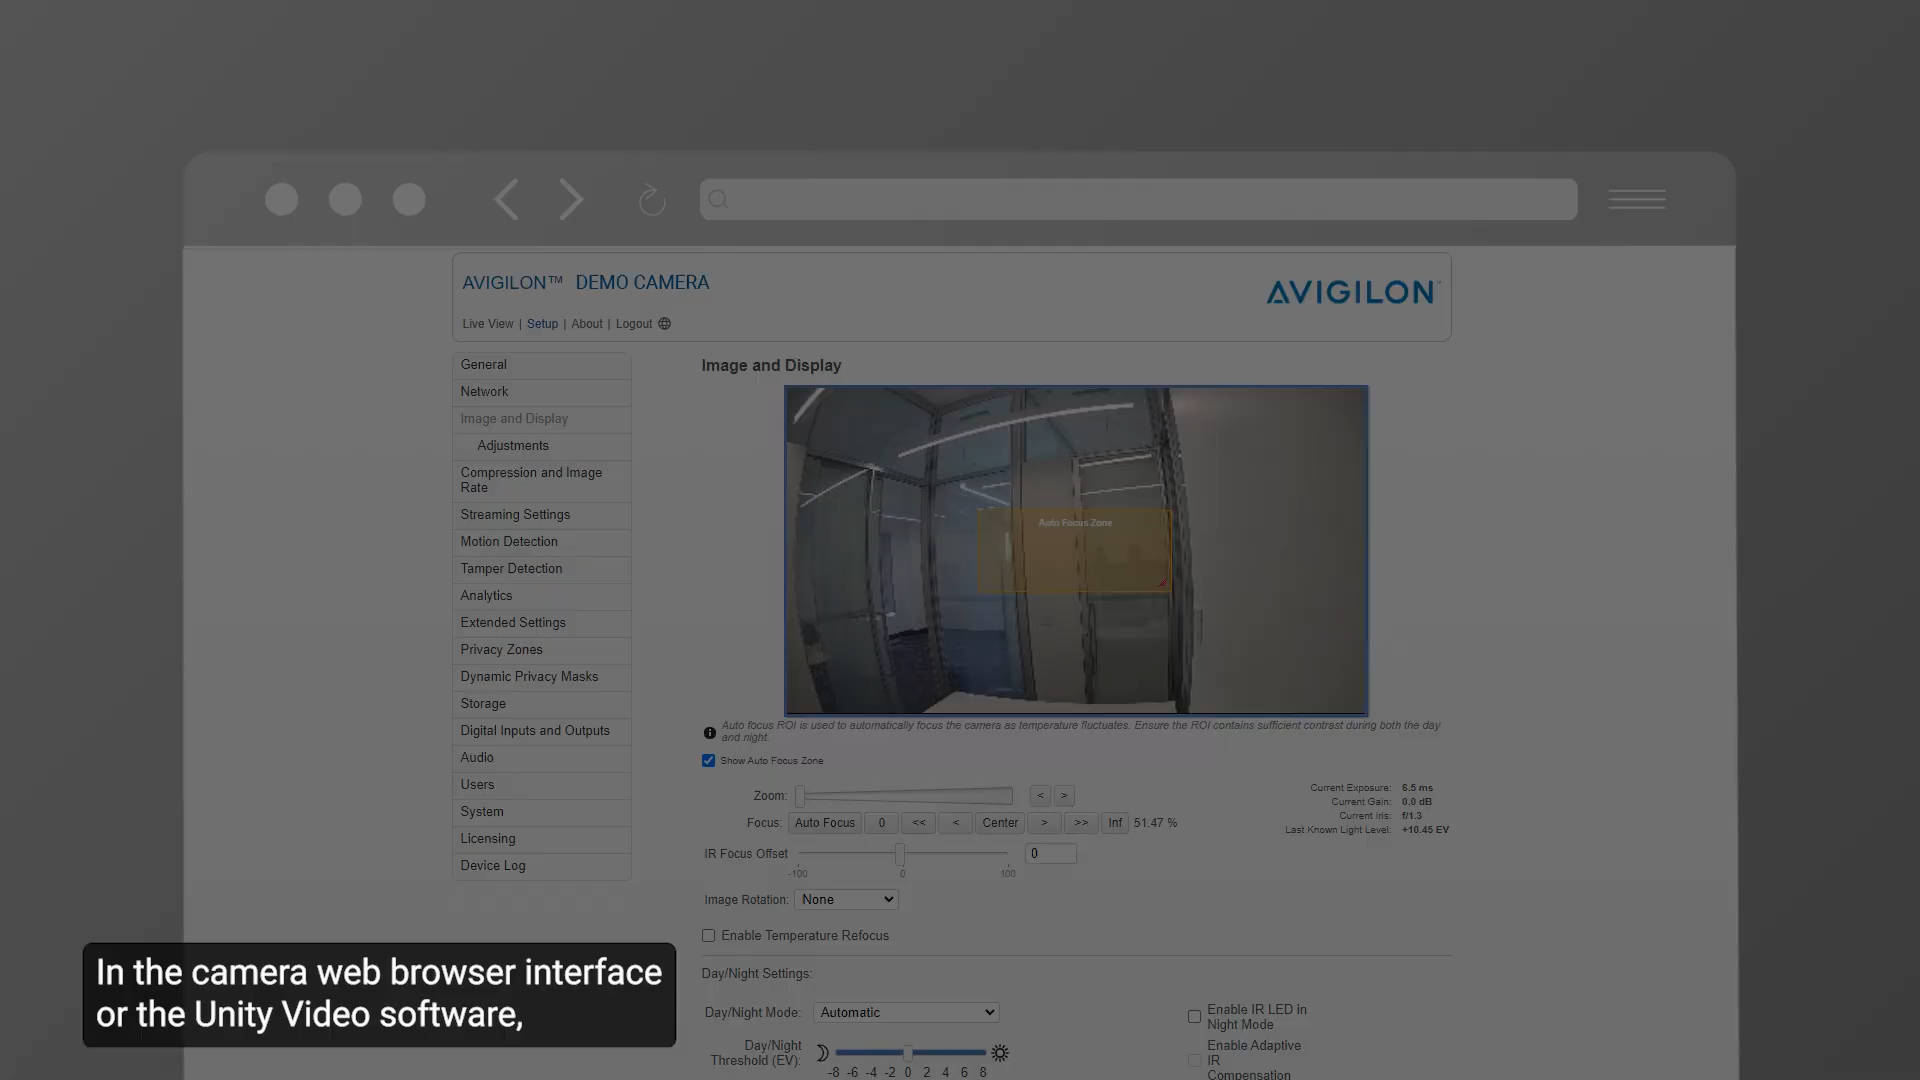 AVIGILON™ DEMO CAMERA
AVIGILON
Live View | Setup | About | Logout
General
Network
Image and Display
Adjustments
Compression and Image
Rate
Streaming Settings
Motion Detection
Tamper Detection
Analytics
Extended Settings
Privacy Zones
Dynamic Privacy Masks
Storage
Digital Inputs and Outputs
Audio
Users
System
Licensing
Device Log
Image and Display
Auto Focus Zone
Auto focus ROI is used to automatically focus the camera as temperature fluctuates. Ensure the ROI contains sufficient contrast during both the day
and night.
Show Auto Focus Zone
Zoom: < >
Focus: Auto Focus 0 << < Center > >> Inf 51.47 %
IR Focus Offset 0
-100 0 100
Current Exposure: 6.5 ms
Current Gain: 0.0 dB
Current iris: f/1.3
Last Known Light Level: +10.45 EV
Image Rotation: None
Enable Temperature Refocus
Day/Night Settings:
Day/Night Mode: Automatic
Day/Night
Threshold (EV):
-8 -6 -4 -2 0 2 4 6 8
Enable IR LED in
Night Mode
Enable Adaptive
IR
Compensation
In the camera web browser interface
or the Unity Video software,